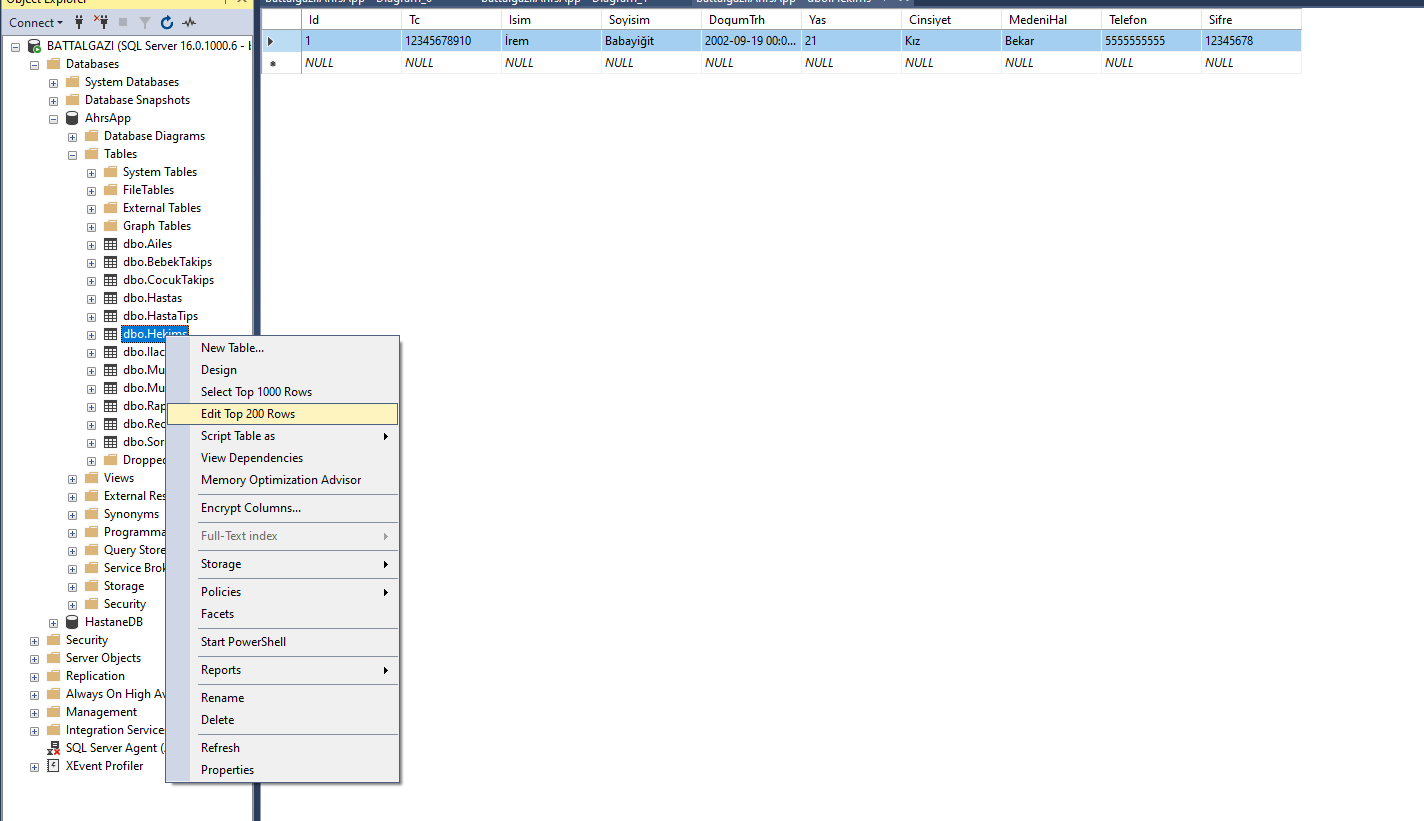 Object Explorer
Connect
BATTALGAZI (SQL Server 16.0.1000.6 -
Databases
System Databases
Database Snapshots
AhrsApp
Database Diagrams
Tables
System Tables
FileTables
External Tables
Graph Tables
dbo.Ailes
dbo.BebekTakips
dbo.CocukTakips
dbo.Hastas
dbo.HastaTips
dbo.Hekims
dbo.Ilac
dbo.Mu
dbo.Mu
dbo.Rap
dbo.Rec
dbo.Sor
Dropped
Views
External Res
Synonyms
Programma
Query Store
Service Brok
Storage
Security
HastaneDB
Security
Server Objects
Replication
Always On High Av
Management
Integration Services
SQL Server Agent (
XEvent Profiler
New Table...
Design
Select Top 1000 Rows
Edit Top 200 Rows
Script Table as
View Dependencies
Memory Optimization Advisor
Encrypt Columns...
Full-Text index
Storage
Policies
Facets
Start PowerShell
Reports
Rename
Delete
Refresh
Properties
Id Tc Isim Soyisim DogumTrh Yas Cinsiyet MedeniHal Telefon Sifre
1 12345678910 İrem Babayiğit 2002-09-19 00:0... 21 Kız Bekar 5555555555 12345678
NULL NULL NULL NULL NULL NULL NULL NULL NULL NULL